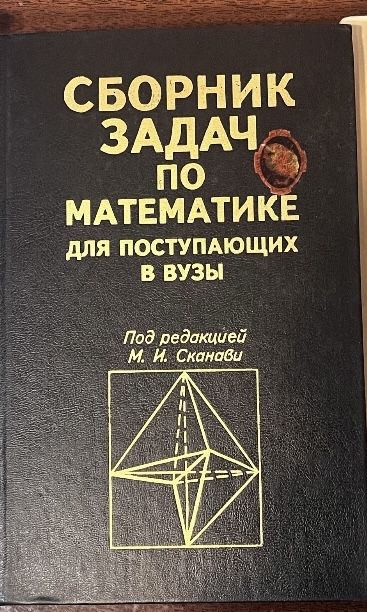 СБОРНИК
ЗАДАЧ
ПО
МАТЕМАТИКЕ
ДЛЯ ПОСТУПАЮЩИХ
В ВУЗЫ
Под редакцией
М. И. Сканави